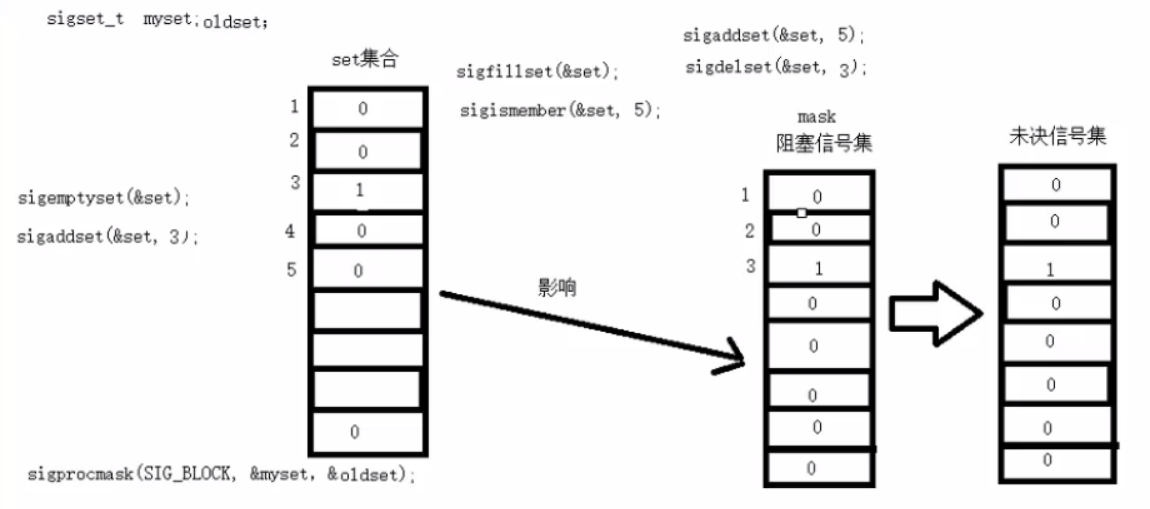 sigset_t myset;oldset;
set集合
sigfillset(&set);
sigismember(&set, 5);
sigaddset(&set, 5);
sigdelset(&set, 3);
sigemptyset(&set);
sigaddset(&set, 3);
1 0
2 0
3 1
4 0
5 0
0
影响
mask
阻塞信号集
1 0
2 0
3 1
0
0
0
0
0
未决信号集
0
0
1
0
0
0
0
0
sigprocmask(SIG_BLOCK, &myset, &oldset);